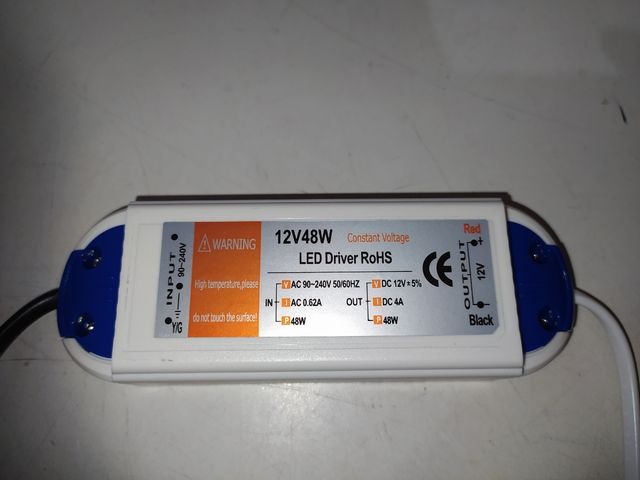 INPUT
90~240V
Y/G
WARNING
High temperature,please
do not touch the surface!
12V48W Constant Voltage
LED Driver RoHS
IN
V AC 90~240V 50/60HZ
I AC 0.62A
P 48W
OUT
V DC 12V ± 5%
I DC 4A
P 48W
CE
Red
+
OUTPUT
12V
-
Black